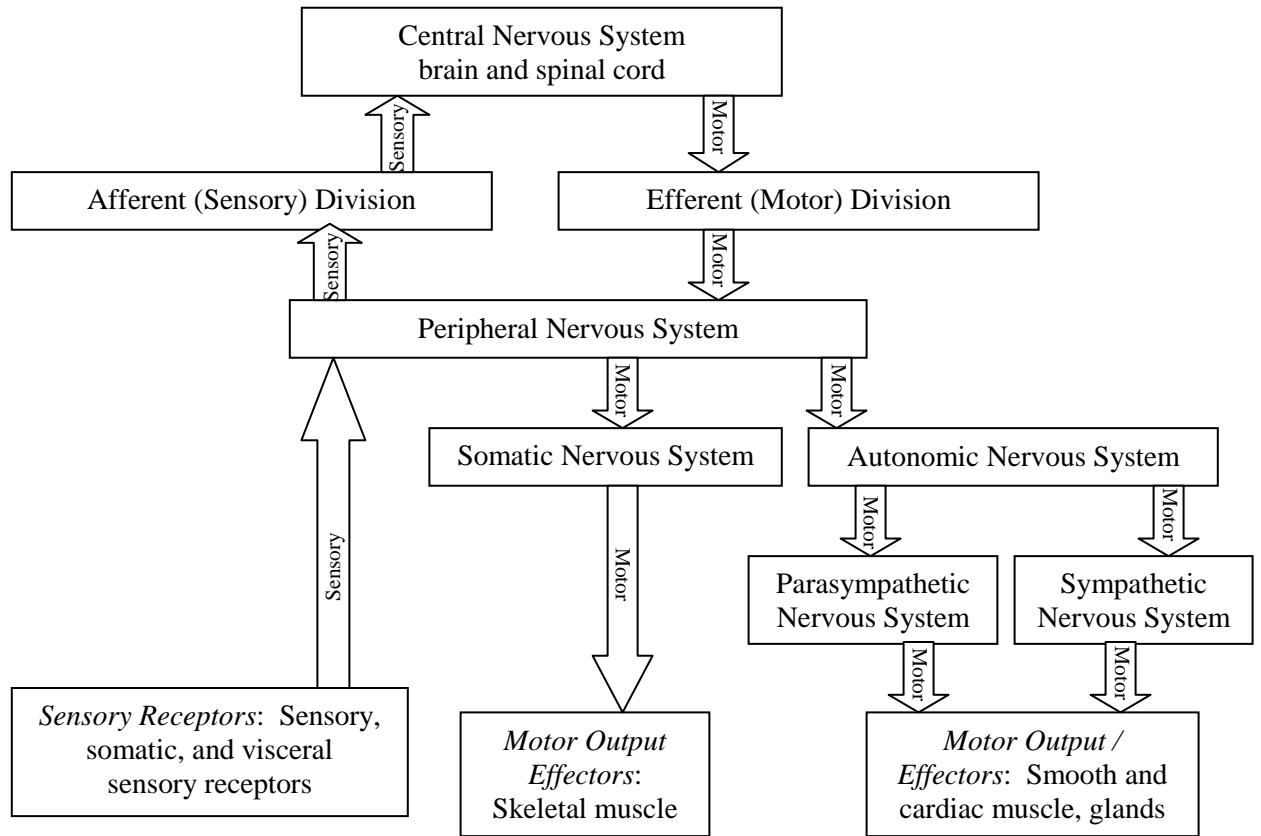 Central Nervous System
brain and spinal cord
Sensory
Motor
Afferent (Sensory) Division
Efferent (Motor) Division
Sensory
Motor
Peripheral Nervous System
Sensory
Motor
Motor
Somatic Nervous System
Autonomic Nervous System
Motor
Motor
Motor
Parasympathetic
Nervous System
Sympathetic
Nervous System
Motor
Motor
Sensory Receptors: Sensory,
somatic, and visceral
sensory receptors
Motor Output
Effectors:
Skeletal muscle
Motor Output /
Effectors: Smooth and
cardiac muscle, glands